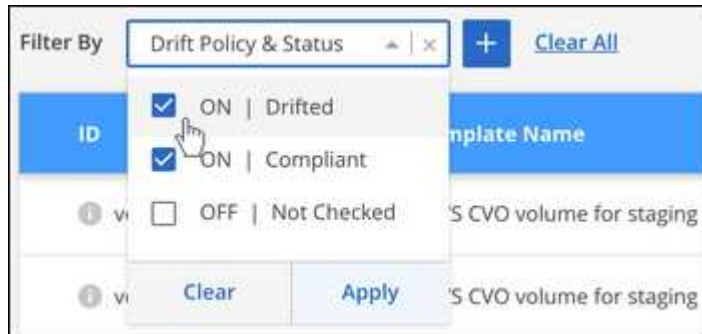 Filter By Drift Policy & Status Clear All
ON | Drifted
ID mplate Name
ON | Compliant
OFF | Not Checked
S CVO volume for staging
Clear Apply
'S CVO volume for staging